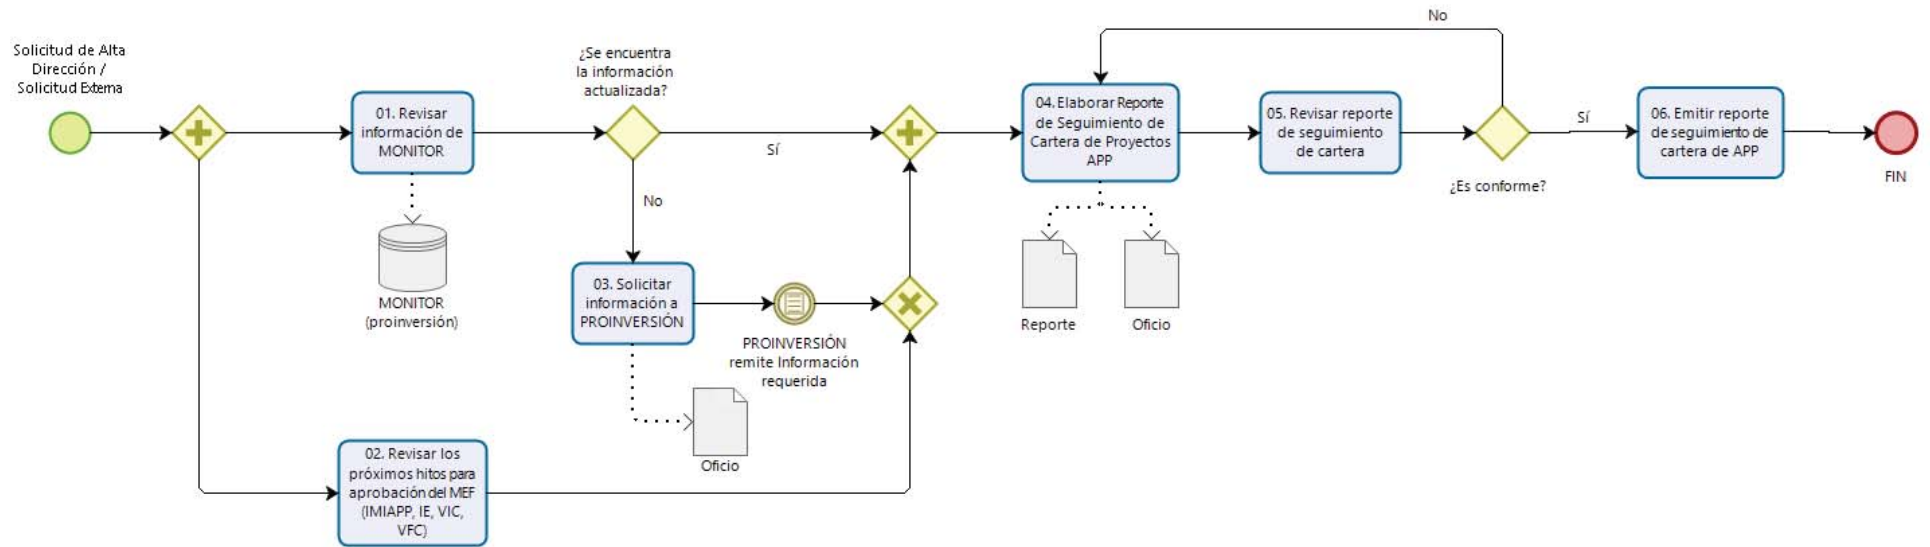 Solicitud de Alta
Dirección /
Solicitud Externa
01. Revisar
información de
MONITOR
MONITOR
(proinversión)
¿Se encuentra
la información
actualizada?
Sí
No
03. Solicitar
información a
PROINVERSIÓN
Oficio
PROINVERSIÓN
remite Información
requerida
02. Revisar los
próximos hitos para
aprobación del MEF
(IMIAPP, IE, VIC,
VFC)
04. Elaborar Reporte
de Seguimiento de
Cartera de Proyectos
APP
Reporte
Oficio
05. Revisar reporte
de seguimiento
de cartera
No
¿Es conforme?
Sí
06. Emitir reporte
de seguimiento de
cartera de APP
FIN